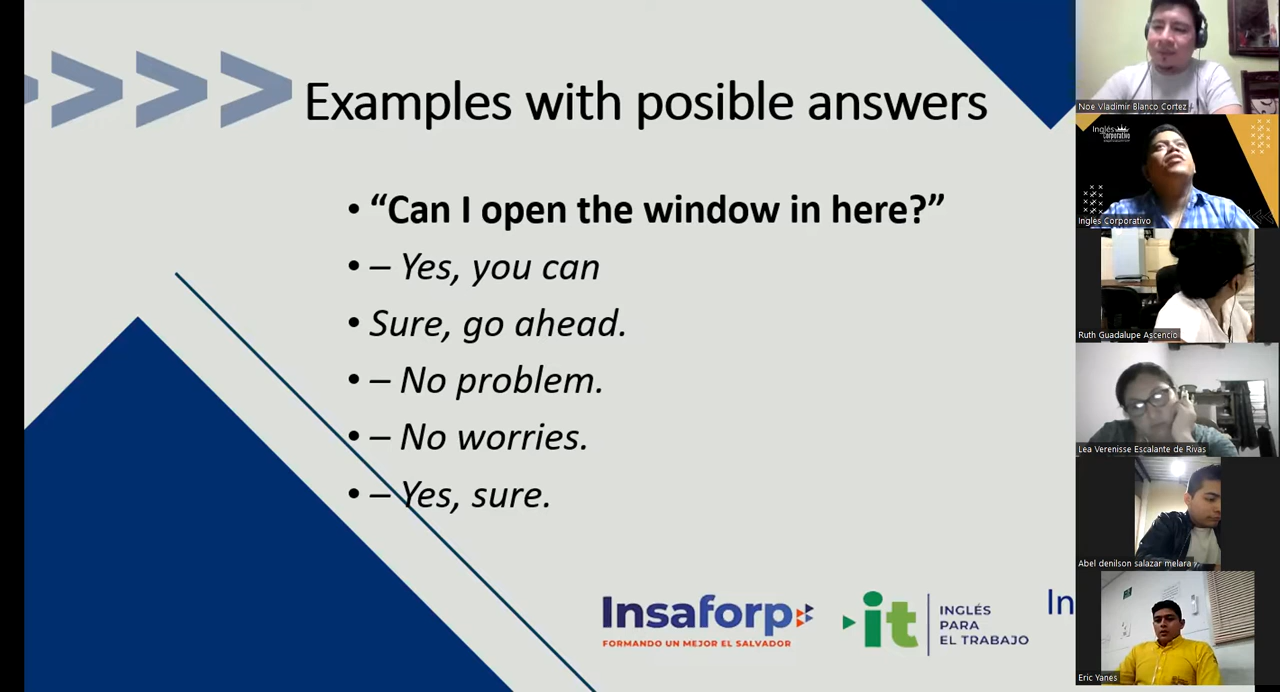 Examples with posible answers
• “Can I open the window in here?”
• – Yes, you can
• Sure, go ahead.
• – No problem.
• – No worries.
• – Yes, sure.
Insaforp
FORMANDO UN MEJOR EL SALVADOR
it
INGLÉS
PARA
EL TRABAJO
In
Noe Vladimir Blanco Cortez
Inglés
Corporativo
Inglés Corporativo
Ruth Guadalupe Ascencio
Lea Verenisse Escalante de Rivas
Abel denilson salazar melara
Eric Yanes